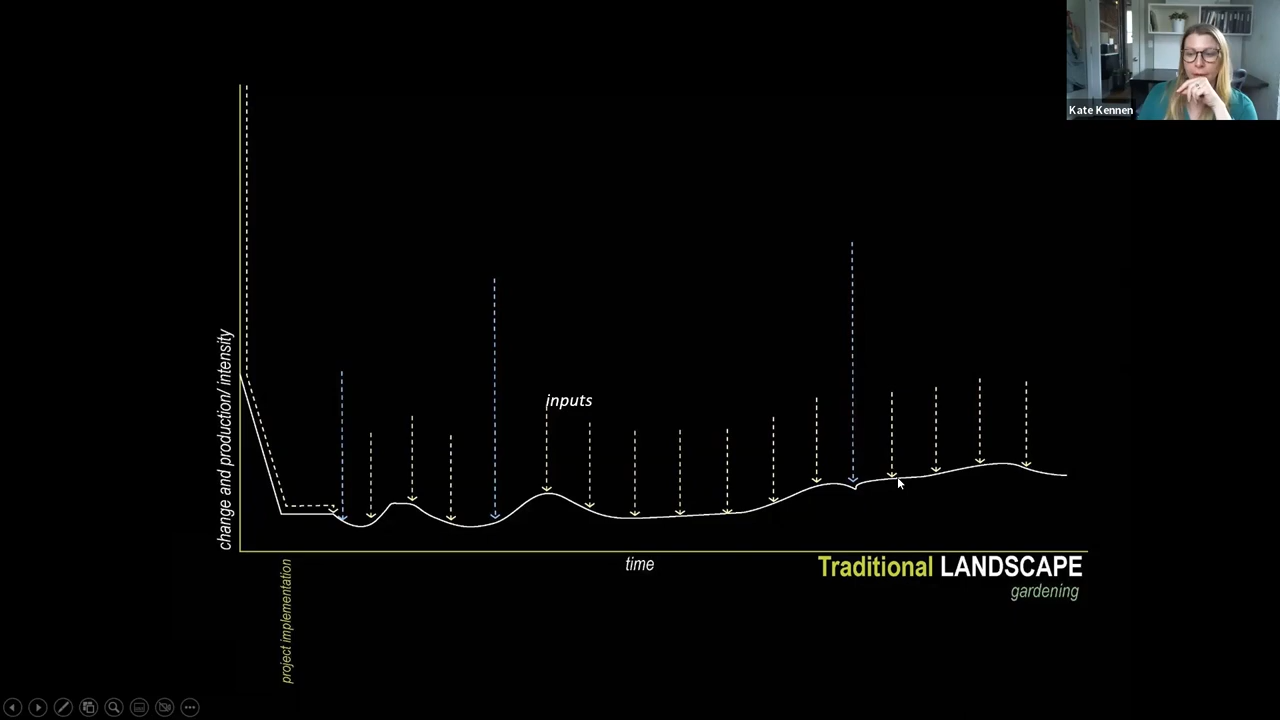 Kate Kennen
change and production/ intensity
inputs
time
Traditional LANDSCAPE
gardening
project implementation